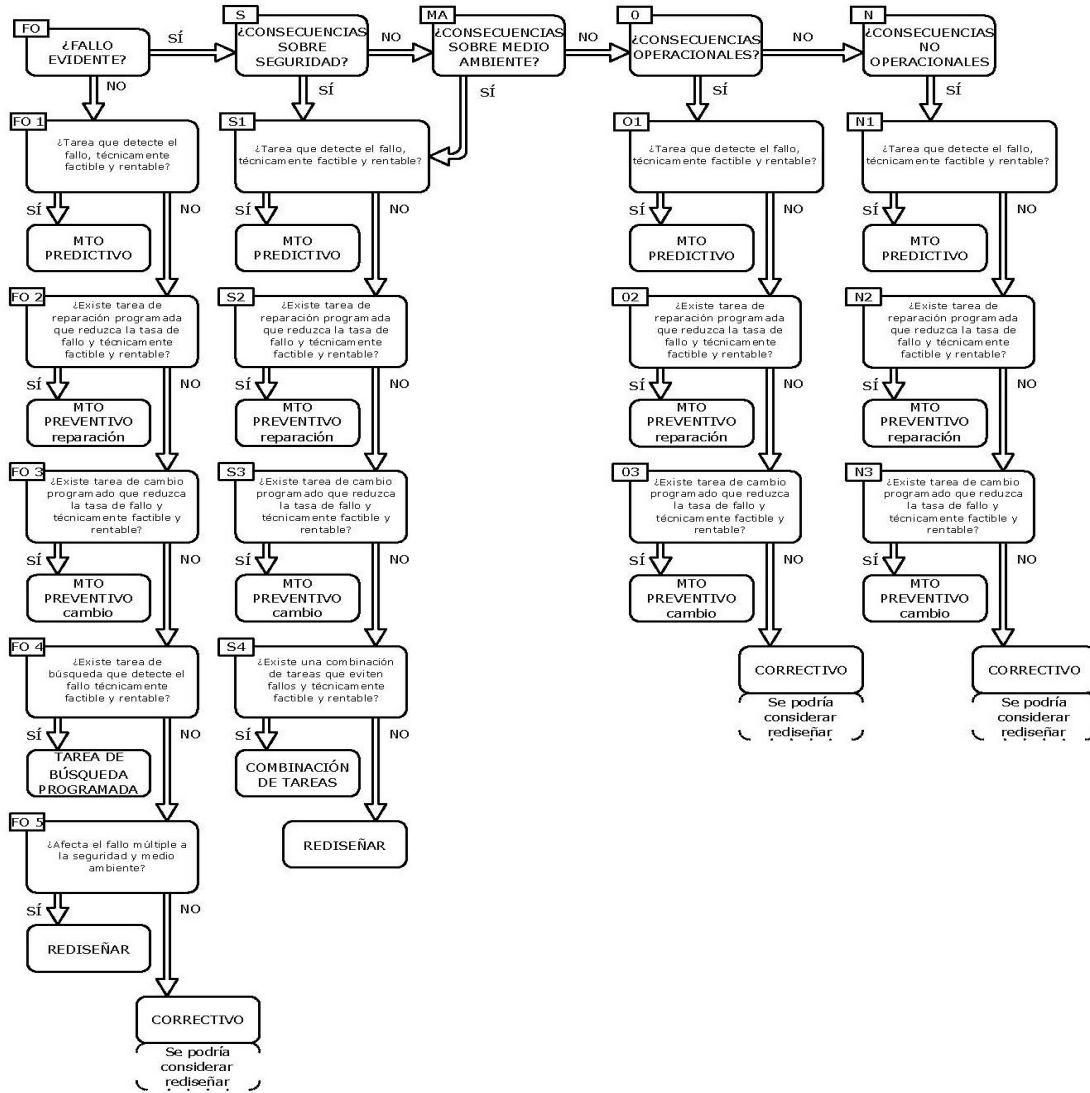 FO
¿FALLO
EVIDENTE?
SÍ
NO
S
¿CONSECUENCIAS
SOBRE
SEGURIDAD?
NO
SÍ
MA
¿CONSECUENCIAS
SOBRE MEDIO
AMBIENTE?
NO
SÍ
0
¿CONSECUENCIAS
OPERACIONALES?
NO
SÍ
N
¿CONSECUENCIAS
NO
OPERACIONALES
SÍ
FO 1
¿Tarea que detecte el
fallo, técnicamente
factible y rentable?
SÍ
NO
MTO
PREDICTIVO
FO 2
¿Existe tarea de
reparación programada
que reduzca la tasa de
fallo y técnicamente
factible y rentable?
SÍ
NO
MTO
PREVENTIVO
reparación
FO 3
¿Existe tarea de cambio
programado que reduzca
la tasa de fallo y
técnicamente factible y
rentable?
SÍ
NO
MTO
PREVENTIVO
cambio
FO 4
¿Existe tarea de
búsqueda que detecte el
fallo técnicamente
factible y rentable?
SÍ
NO
TAREA DE
BÚSQUEDA
PROGRAMADA
FO 5
¿Afecta el fallo múltiple a
la seguridad y medio
ambiente?
SÍ
NO
REDISEÑAR
CORRECTIVO
Se podría
considerar
rediseñar
S1
¿Tarea que detecte el fallo,
técnicamente factible y rentable?
SÍ
NO
MTO
PREDICTIVO
S2
¿Existe tarea de
reparación programada
que reduzca la tasa de
fallo y técnicamente
factible y rentable?
SÍ
NO
MTO
PREVENTIVO
reparación
S3
¿Existe tarea de cambio
programado que reduzca
la tasa de fallo y
técnicamente factible y
rentable?
SÍ
NO
MTO
PREVENTIVO
cambio
S4
¿Existe una combinación
de tareas que eviten
fallos y técnicamente
factible y rentable?
SÍ
NO
COMBINACIÓN
DE TAREAS
REDISEÑAR
O1
¿Tarea que detecte el fallo,
técnicamente factible y rentable?
SÍ
NO
MTO
PREDICTIVO
02
¿Existe tarea de
reparación programada
que reduzca la tasa de
fallo y técnicamente
factible y rentable?
SÍ
NO
MTO
PREVENTIVO
reparación
03
¿Existe tarea de cambio
programado que reduzca
la tasa de fallo y
técnicamente factible y
rentable?
SÍ
NO
MTO
PREVENTIVO
cambio
CORRECTIVO
Se podría
considerar
rediseñar
N1
¿Tarea que detecte el fallo,
técnicamente factible y rentable?
SÍ
NO
MTO
PREDICTIVO
N2
¿Existe tarea de
reparación programada
que reduzca la tasa de
fallo y técnicamente
factible y rentable?
SÍ
NO
MTO
PREVENTIVO
reparación
N3
¿Existe tarea de cambio
programado que reduzca
la tasa de fallo y
técnicamente factible y
rentable?
SÍ
NO
MTO
PREVENTIVO
cambio
CORRECTIVO
Se podría
considerar
rediseñar